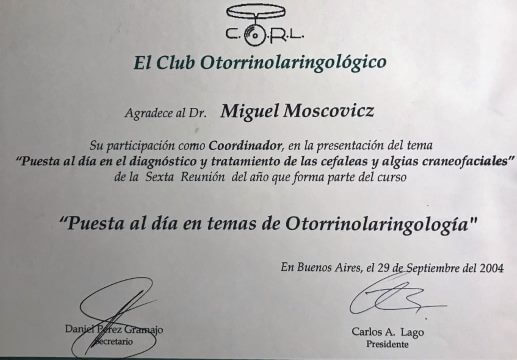 C.O.R.L.
El Club Otorrinolaringológico
Agradece al Dr. Miguel Moscovicz
Su participación como Coordinador, en la presentación del tema
“Puesta al día en el diagnóstico y tratamiento de las cefaleas y algias craneofaciales”
de la Sexta Reunión del año que forma parte del curso
“Puesta al día en temas de Otorrinolaringología"
En Buenos Aires, el 29 de Septiembre del 2004
Daniel Pérez Gramajo
Secretario
Carlos A. Lago
Presidente